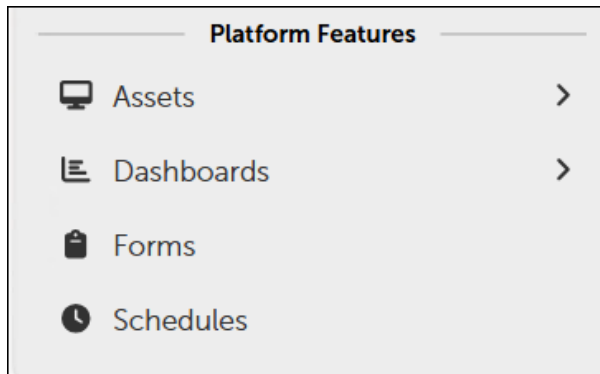 Platform Features
Assets
Dashboards
Forms
Schedules